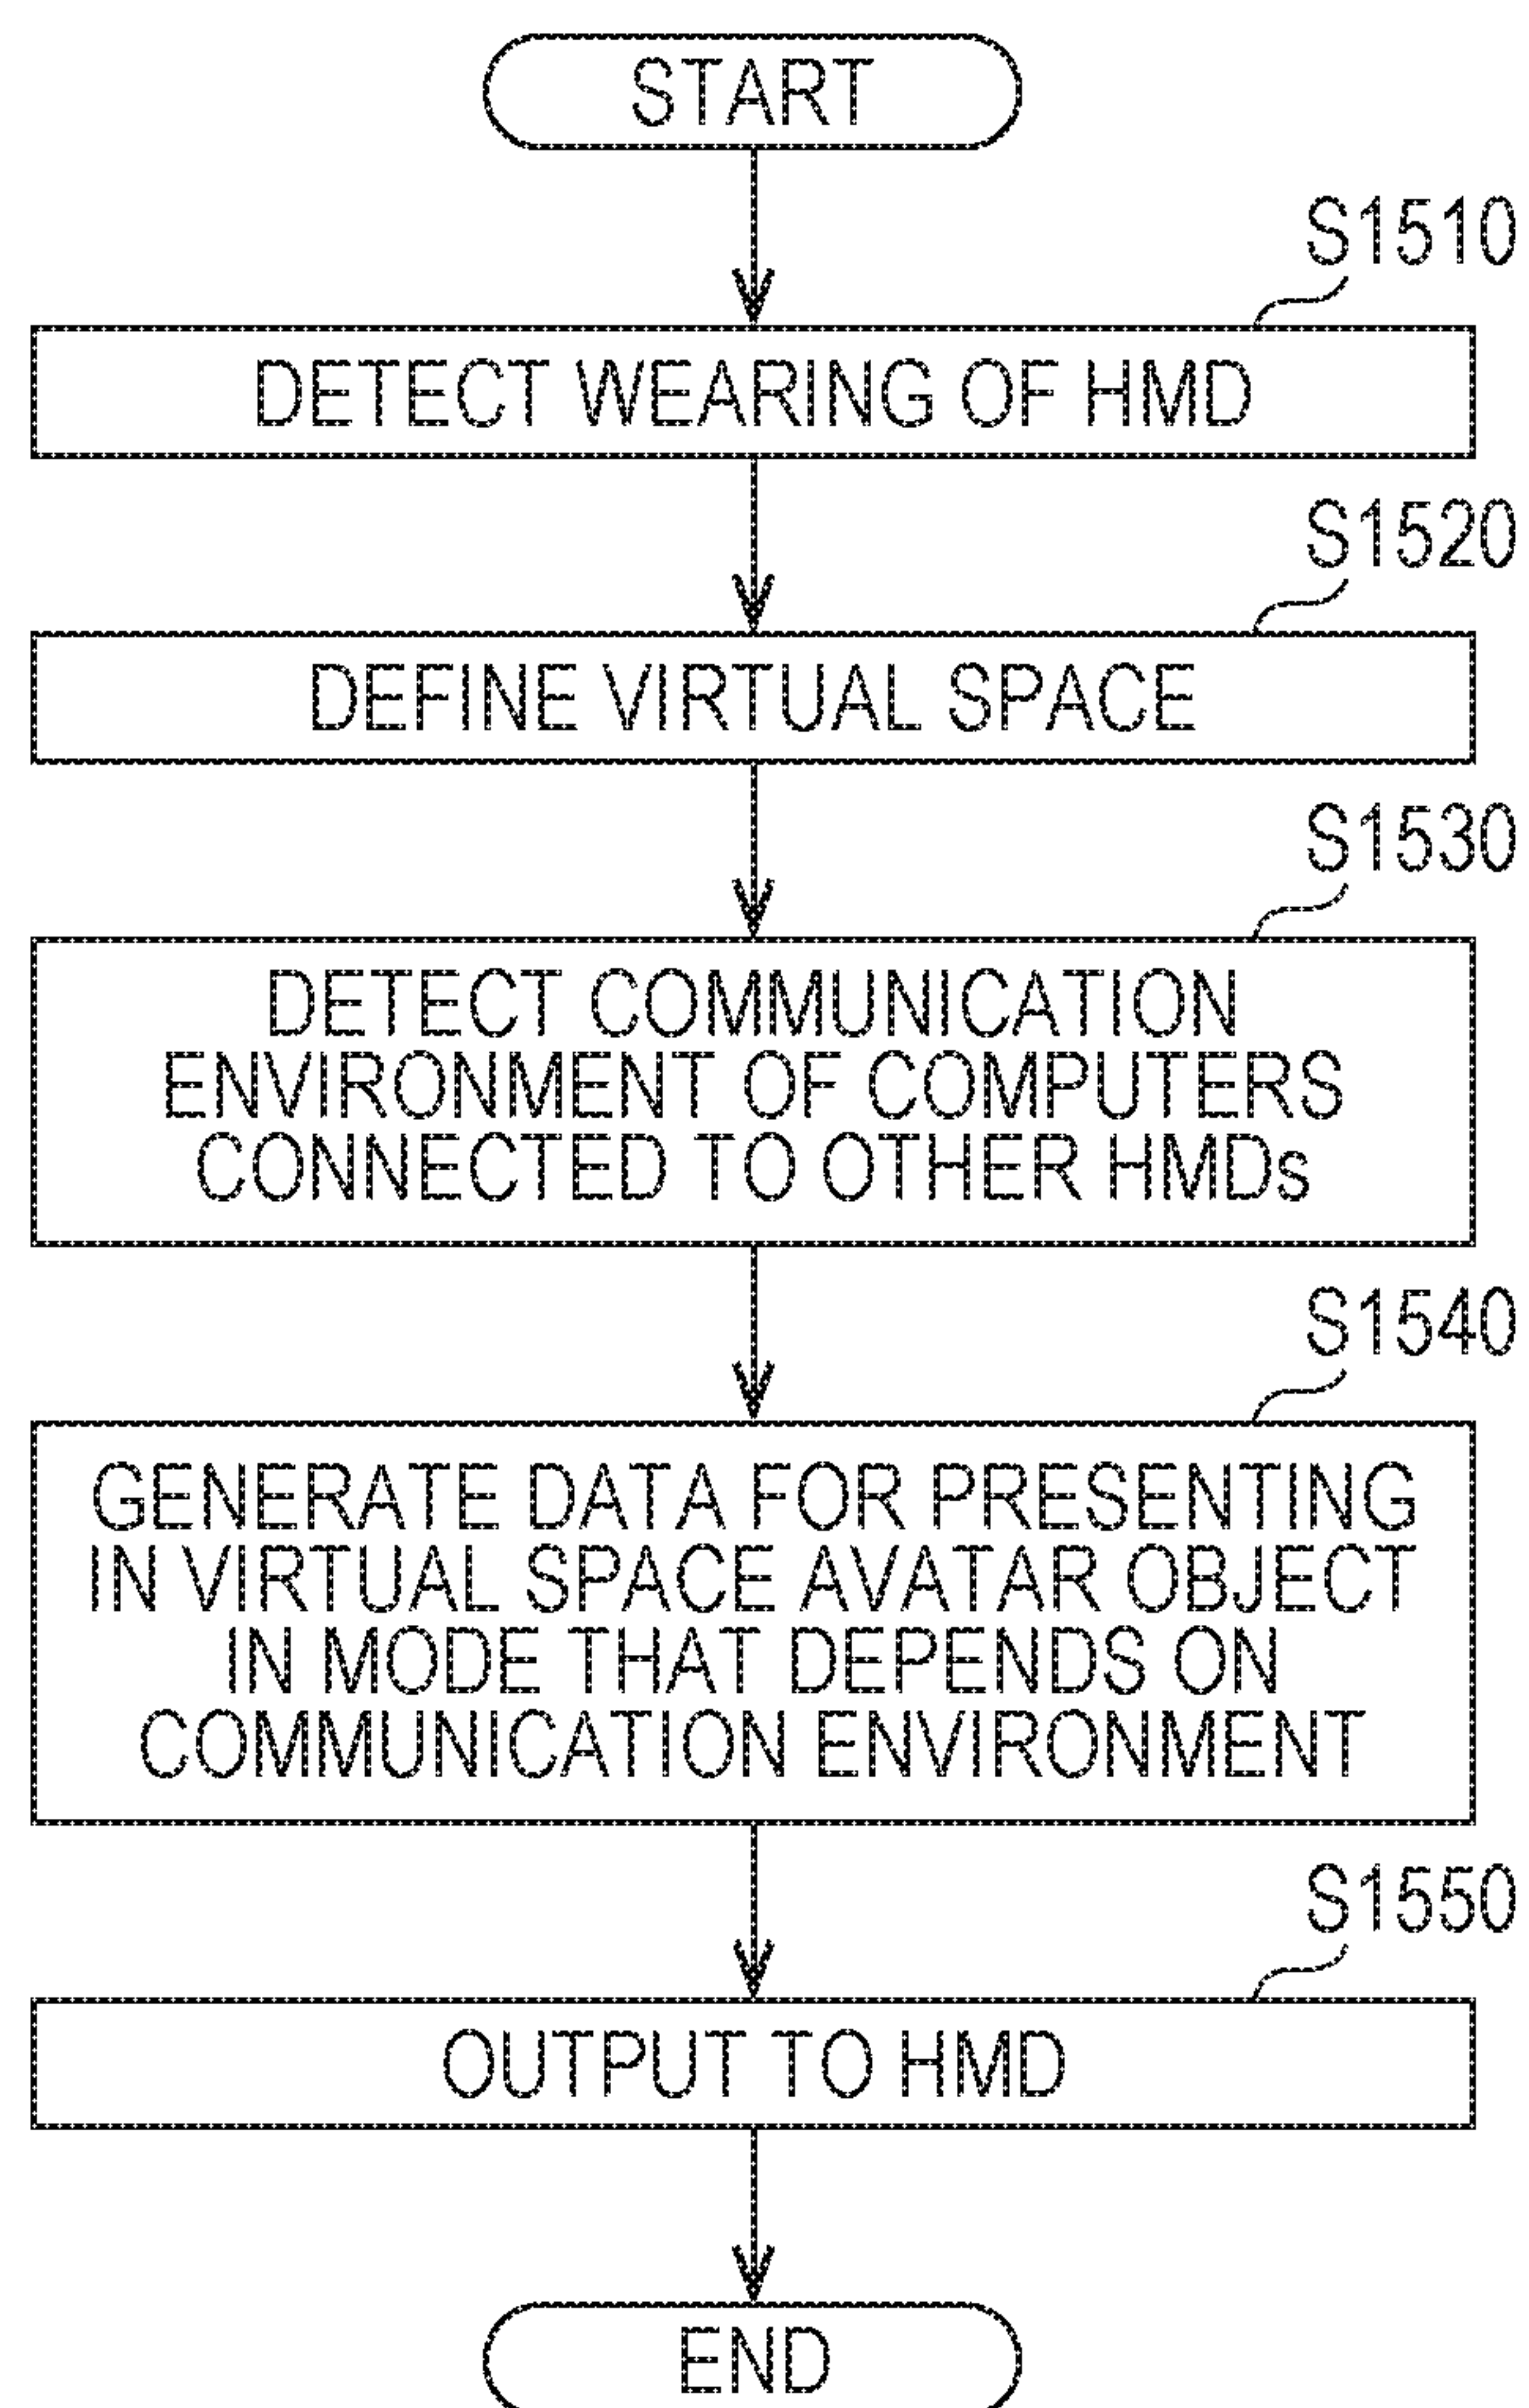 START
S1510
DETECT WEARING OF HMD
S1520
DEFINE VIRTUAL SPACE
S1530
DETECT COMMUNICATION
ENVIRONMENT OF COMPUTERS
CONNECTED TO OTHER HMDs
S1540
GENERATE DATA FOR PRESENTING
IN VIRTUAL SPACE AVATAR OBJECT
IN MODE THAT DEPENDS ON
COMMUNICATION ENVIRONMENT
S1550
OUTPUT TO HMD
END